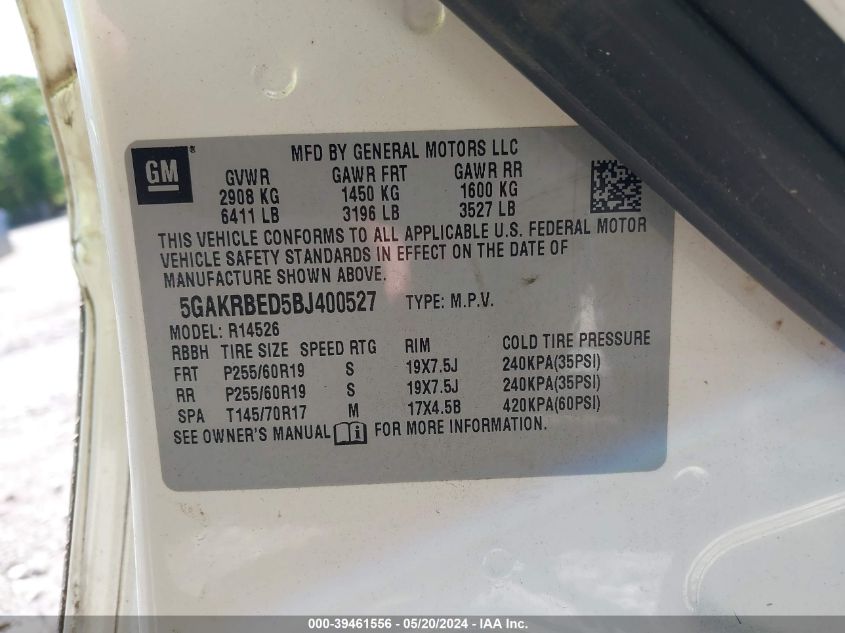 GM ®
MFD BY GENERAL MOTORS LLC
GVWR GAWR FRT GAWR RR
2908 KG 1450 KG 1600 KG
6411 LB 3196 LB 3527 LB
THIS VEHICLE CONFORMS TO ALL APPLICABLE U.S. FEDERAL MOTOR
VEHICLE SAFETY STANDARDS IN EFFECT ON THE DATE OF
MANUFACTURE SHOWN ABOVE.
5GAKRBED5BJ400527 TYPE: M.P.V.
MODEL: R14526
RBBH TIRE SIZE SPEED RTG RIM COLD TIRE PRESSURE
FRT P255/60R19 S 19X7.5J 240KPA(35PSI)
RR P255/60R19 S 19X7.5J 240KPA(35PSI)
SPA T145/70R17 M 17X4.5B 420KPA(60PSI)
SEE OWNER'S MANUAL i FOR MORE INFORMATION.
000-39461556 - 05/20/2024 - IAA Inc.